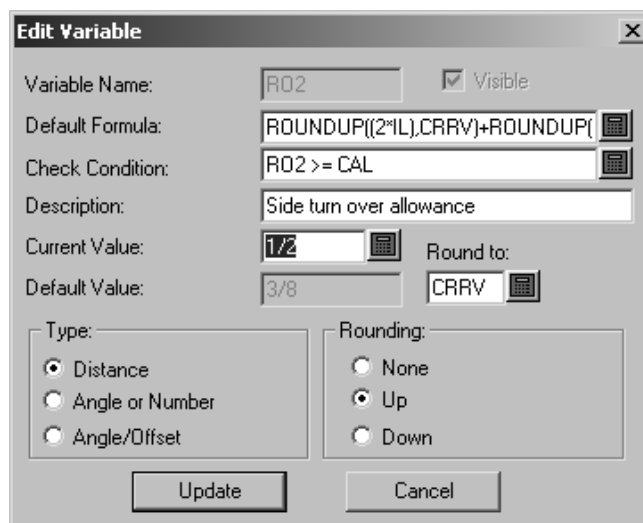 Edit Variable
Variable Name: RO2 Visible
Default Formula: ROUNDUP((2*IL),CRRV)+ROUNDUP(
Check Condition: RO2 >= CAL
Description: Side turn over allowance
Current Value: 1/2 Round to:
Default Value: 3/8 CRRV
Type: Rounding:
Distance None
Angle or Number Up
Angle/Offset Down
Update Cancel